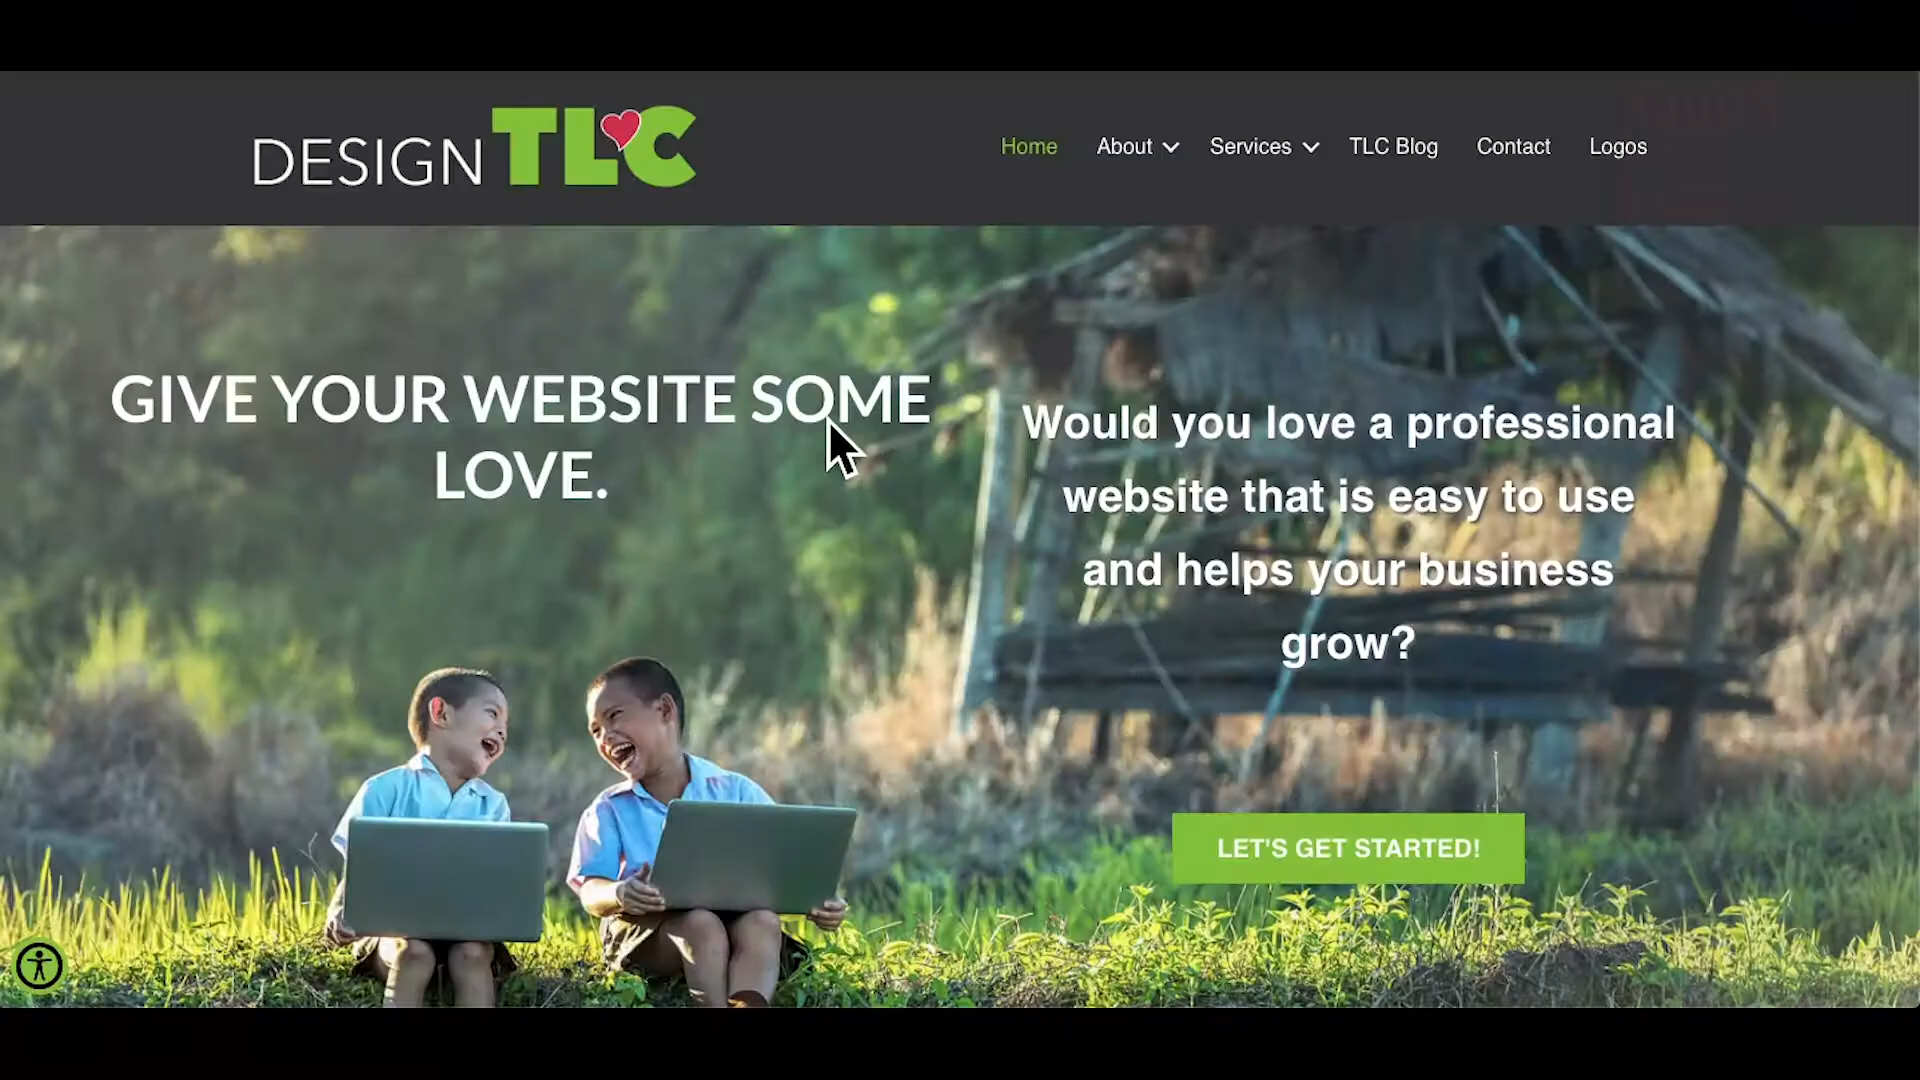 DESIGN TLC
Home About Services TLC Blog Contact Logos
GIVE YOUR WEBSITE SOME
LOVE.
Would you love a professional
website that is easy to use
and helps your business
grow?
LET'S GET STARTED!